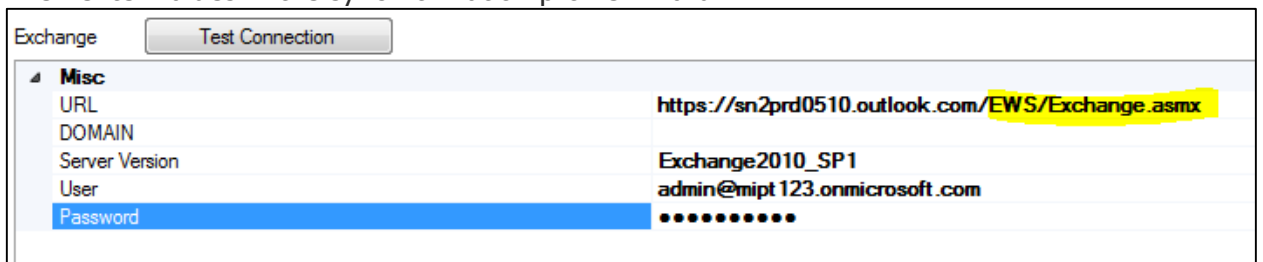 Exchange Test Connection
Misc
URL https://sn2prd0510.outlook.com/EWS/Exchange.asmx
DOMAIN
Server Version Exchange2010_SP1
User admin@mipt123.onmicrosoft.com
Password ●●●●●●●●●●